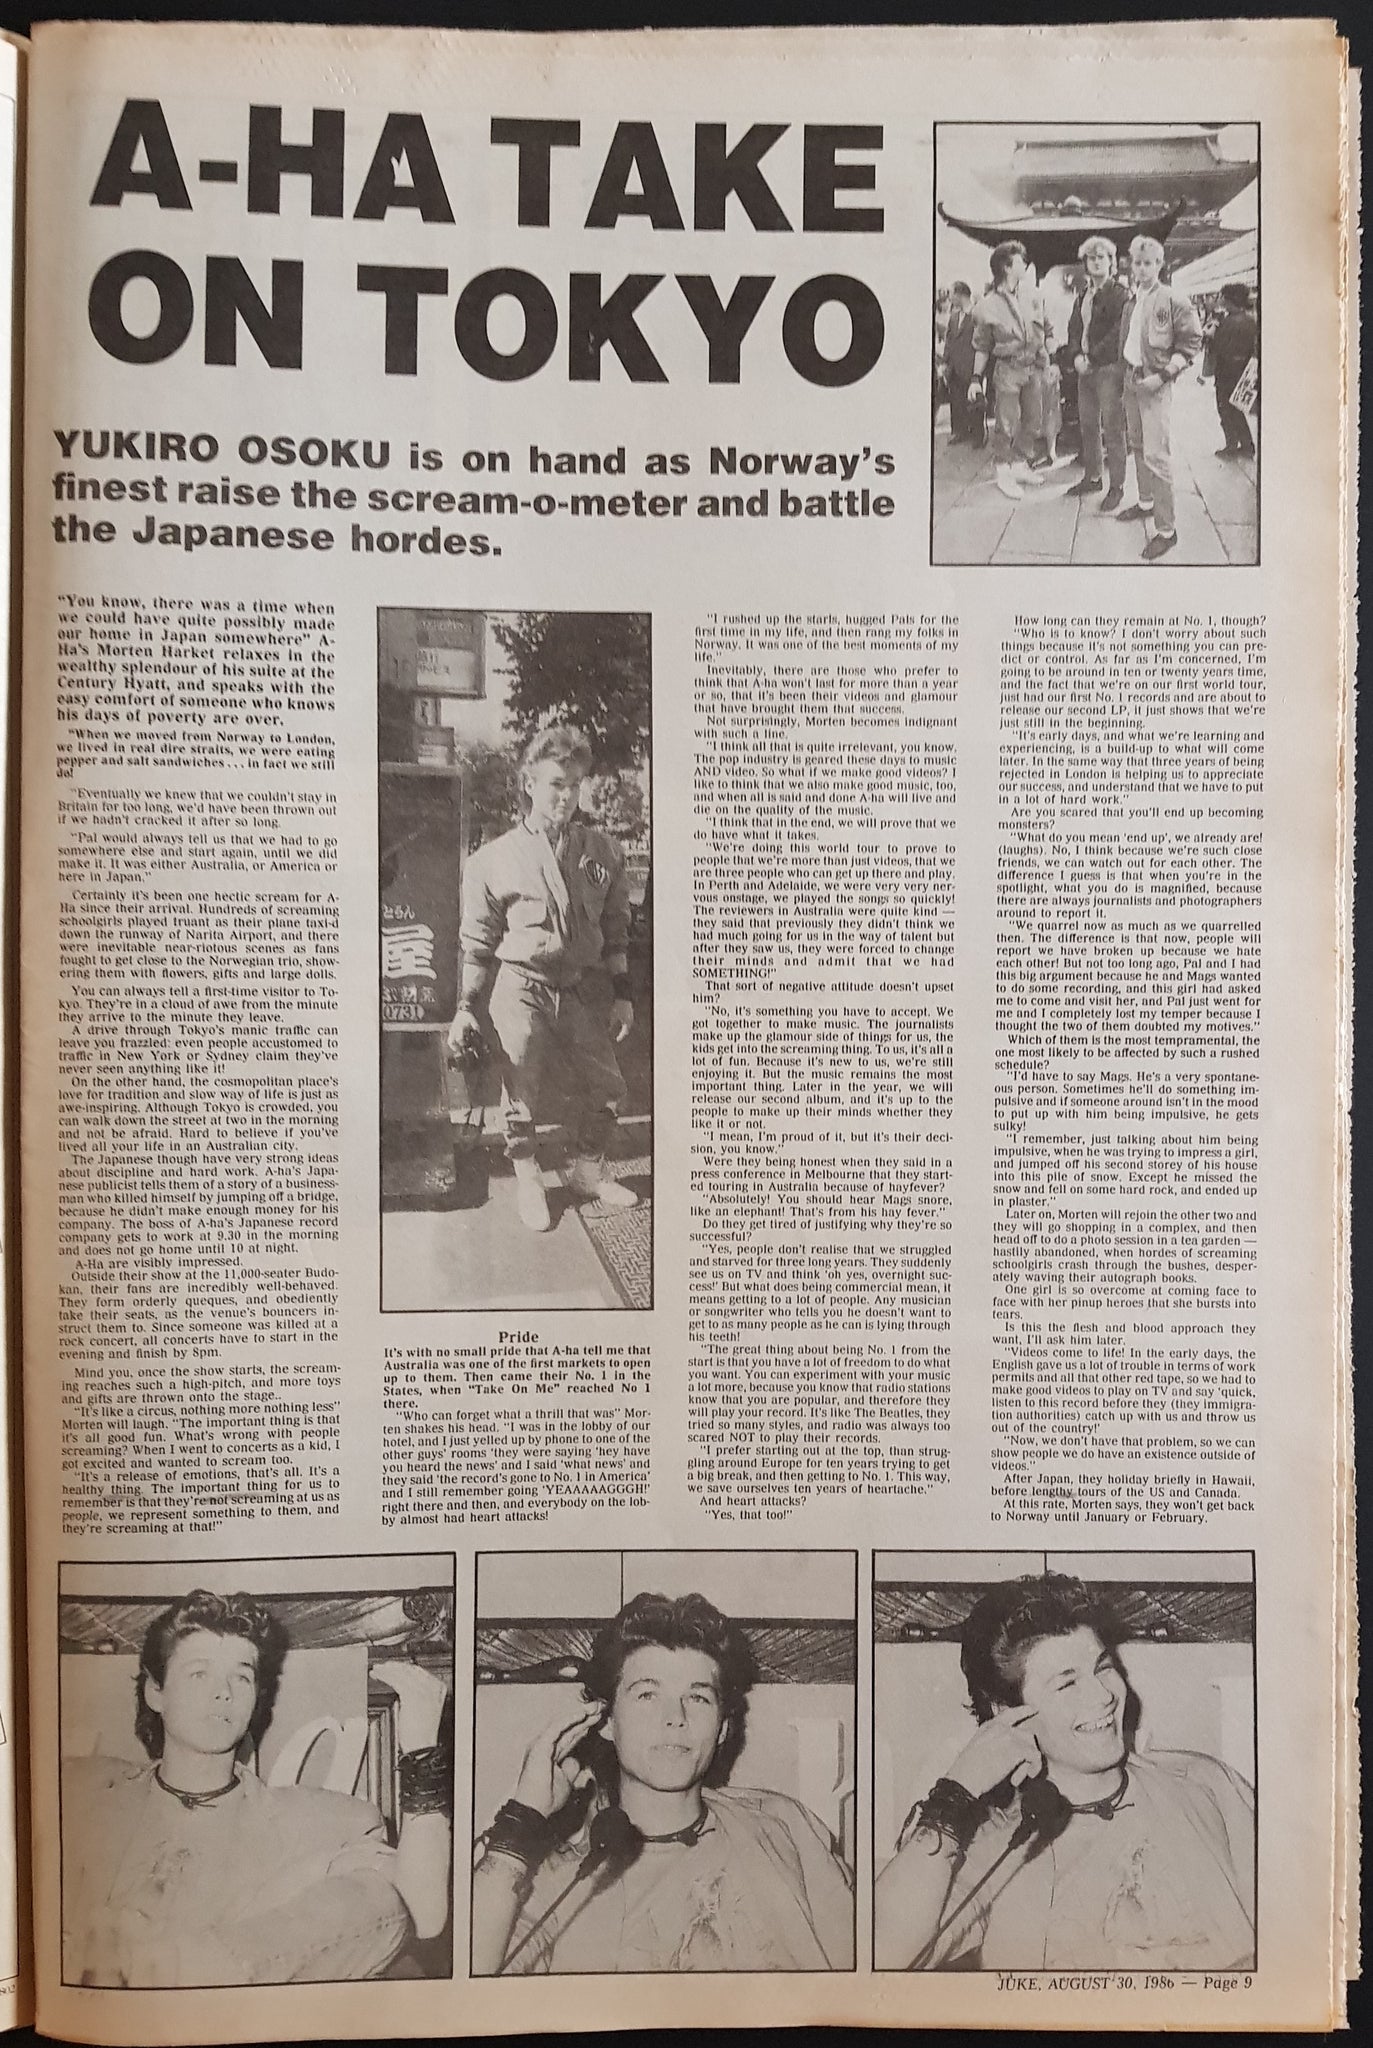 A-HA TAKE
ON TOKYO
YUKIRO OSOKU is on hand as Norway's
finest raise the scream-o-meter and battle
the Japanese hordes.
"You know, there was a time when
we could have quite possibly made
our home in Japan somewhere" A-
Ha's Morten Harket relaxes in the
wealthy splendour of his suite at the
Century Hyatt, and speaks with the
easy comfort of someone who knows
his days of poverty are over.
"When we moved from Norway to London,
we lived in real dire straits, we were eating
pepper and salt sandwiches... in fact we still
do!
"Eventually we knew that we couldn't stay in
Britain for too long, we'd have been thrown out
if we hadn't cracked it after so long.
"Pal would always tell us that we had to go
somewhere else and start again, until we did
make it. It was either Australia, or America or
here in Japan."
Certainly it's been one hectic scream for A-
Ha since their arrival. Hundreds of screaming
schoolgirls played truant as their plane taxi-d
down the runway of Narita Airport, and there
were inevitable near-riotous scenes as fans
fought to get close to the Norwegian trio, show-
ering them with flowers, gifts and large dolls.
You can always tell a first-time visitor to To-
kyo. They're in a cloud of awe from the minute
they arrive to the minute they leave.
A drive through Tokyo's manic traffic can
leave you frazzled: even people accustomed to
traffic in New York or Sydney claim they've
never seen anything like it!
On the other hand, the cosmopolitan place's
love for tradition and slow way of life is just as
awe-inspiring. Although Tokyo is crowded, you
can walk down the street at two in the morning
and not be afraid. Hard to believe if you've
lived all your life in an Australian city.
The Japanese though have very strong ideas
about discipline and hard work. A-ha's Japa-
nese publicist tells them of a story of a business-
man who killed himself by jumping off a bridge,
because he didn't make enough money for his
company. The boss of A-ha's Japanese record
company gets to work at 9.30 in the morning
and does not go home until 10 at night.
A-Ha are visibly impressed.
Outside their show at the 11,000-seater Budo-
kan, their fans are incredibly well-behaved.
They form orderly queques, and obediently
take their seats, as the venue's bouncers in-
struct them to. Since someone was killed at a
rock concert, all concerts have to start in the
evening and finish by 8pm.
Mind you, once the show starts, the scream-
ing reaches such a high-pitch, and more toys
and gifts are thrown onto the stage..
"It's like a circus, nothing more nothing less"
Morten will laugh. "The important thing is that
it's all good fun. What's wrong with people
screaming? When I went to concerts as a kid, I
got excited and wanted to scream too.
"It's a release of emotions, that's all. It's a
healthy thing. The important thing for us to
remember is that they're not screaming at us as
people, we represent something to them, and
they're screaming at that!"
とろん
0731
Pride
It's with no small pride that A-ha tell me that
Australia was one of the first markets to open
up to them. Then came their No. 1 in the
States, when "Take On Me" reached No 1
there.
"Who can forget what a thrill that was" Mor-
ten shakes his head. "I was in the lobby of our
hotel, and I just yelled up by phone to one of the
other guys' rooms 'they were saying 'hey have
you heard the news' and I said 'what news' and
they said 'the record's gone to No. 1 in America'
and I still remember going 'YEAAAAAGGGH!'
right there and then, and everybody on the lob-
by almost had heart attacks!
"I rushed up the starts, hugged Pals for the
first time in my life, and then rang my folks in
Norway. It was one of the best moments of my
life."
Inevitably, there are those who prefer to
think that A-ha won't last for more than a year
or so, that it's been their videos and glamour
that have brought them that success.
Not surprisingly, Morten becomes indignant
with such a line.
"I think all that is quite irrelevant, you know.
The pop industry is geared these days to music
AND video. So what if we make good videos? I
like to think that we also make good music, too,
and when all is said and done A-ha will live and
die on the quality of the music.
"I think that in the end, we will prove that we
do have what it takes.
"We're doing this world tour to prove to
people that we're more than just videos, that we
are three people who can get up there and play.
In Perth and Adelaide, we were very very ner-
vous onstage, we played the songs so quickly!
The reviewers in Australia were quite kind —
they said that previously they didn't think we
had much going for us in the way of talent but
after they saw us, they were forced to change
their minds and admit that we had
SOMETHING!"
That sort of negative attitude doesn't upset
him?
"No, it's something you have to accept. We
got together to make music. The journalists
make up the glamour side of things for us, the
kids get into the screaming thing. To us, it's all a
lot of fun. Because it's new to us, we're still
enjoying it. But the music remains the most
important thing. Later in the year, we will
release our second album, and it's up to the
people to make up their minds whether they
like it or not.
"I mean, I'm proud of it, but it's their deci-
sion, you know."
Were they being honest when they said in a
press conference in Melbourne that they start-
ed touring in Australia because of hayfever?
"Absolutely! You should hear Mags snore,
like an elephant! That's from his hay fever."
Do they get tired of justifying why they're so
successful?
"Yes, people don't realise that we struggled
and starved for three long years. They suddenly
see us on TV and think 'oh yes, overnight suc-
cess!' But what does being commercial mean, it
means getting to a lot of people. Any musician
or songwriter who tells you he doesn't want to
get to as many people as he can is lying through
his teeth!
"The great thing about being No. 1 from the
start is that you have a lot of freedom to do what
you want. You can experiment with your music
a lot more, because you know that radio stations
know that you are popular, and therefore they
will play your record. It's like The Beatles, they
tried so many styles, and radio was always too
scared NOT to play their records.
"I prefer starting out at the top, than strug-
gling around Europe for ten years trying to get
a big break, and then getting to No. 1. This way,
we save ourselves ten years of heartache."
And heart attacks?
"Yes, that too!"
How long can they remain at No. 1, though?
"Who is to know? I don't worry about such
things because it's not something you can pre-
dict or control. As far as I'm concerned, I'm
going to be around in ten or twenty years time,
and the fact that we're on our first world tour,
just had our first No. 1 records and are about to
release our second LP, it just shows that we're
just still in the beginning.
"It's early days, and what we're learning and
experiencing, is a build-up to what will come
later. In the same way that three years of being
rejected in London is helping us to appreciate
our success, and understand that we have to put
in a lot of hard work."
Are you scared that you'll end up becoming
monsters?
"What do you mean 'end up', we already are!
(laughs). No, I think because we're such close
friends, we can watch out for each other. The
difference I guess is that when you're in the
spotlight, what you do is magnified, because
there are always journalists and photographers
around to report it.
"We quarrel now as much as we quarrelled
then. The difference is that now, people will
report we have broken up because we hate
each other! But not too long ago, Pal and I had
this big argument because he and Mags wanted
to do some recording, and this girl had asked
me to come and visit her, and Pal just went for
me and I completely lost my temper because I
thought the two of them doubted my motives."
Which of them is the most tempramental, the
one most likely to be affected by such a rushed
schedule?
"I'd have to say Mags. He's a very spontane-
ous person. Sometimes he'll do something im-
pulsive and if someone around isn't in the mood
to put up with him being impulsive, he gets
sulky!
"I remember, just talking about him being
impulsive, when he was trying to impress a girl,
and jumped off his second storey of his house
into this pile of snow. Except he missed the
snow and fell on some hard rock, and ended up
in plaster."
Later on, Morten will rejoin the other two and
they will go shopping in a complex, and then
head off to do a photo session in a tea garden —
hastily abandoned, when hordes of screaming
schoolgirls crash through the bushes, desper-
ately waving their autograph books.
One girl is so overcome at coming face to
face with her pinup heroes that she bursts into
tears.
Is this the flesh and blood approach they
want, I'll ask him later.
"Videos come to life! In the early days, the
English gave us a lot of trouble in terms of work
permits and all that other red tape, so we had to
make good videos to play on TV and say 'quick,
listen to this record before they (they immigra-
tion authorities) catch up with us and throw us
out of the country!'
"Now, we don't have that problem, so we can
show people we do have an existence outside of
videos."
After Japan, they holiday briefly in Hawaii,
before lengthy tours of the US and Canada.
At this rate, Morten says, they won't get back
to Norway until January or February.
JUKE, AUGUST 30, 1986 — Page 9